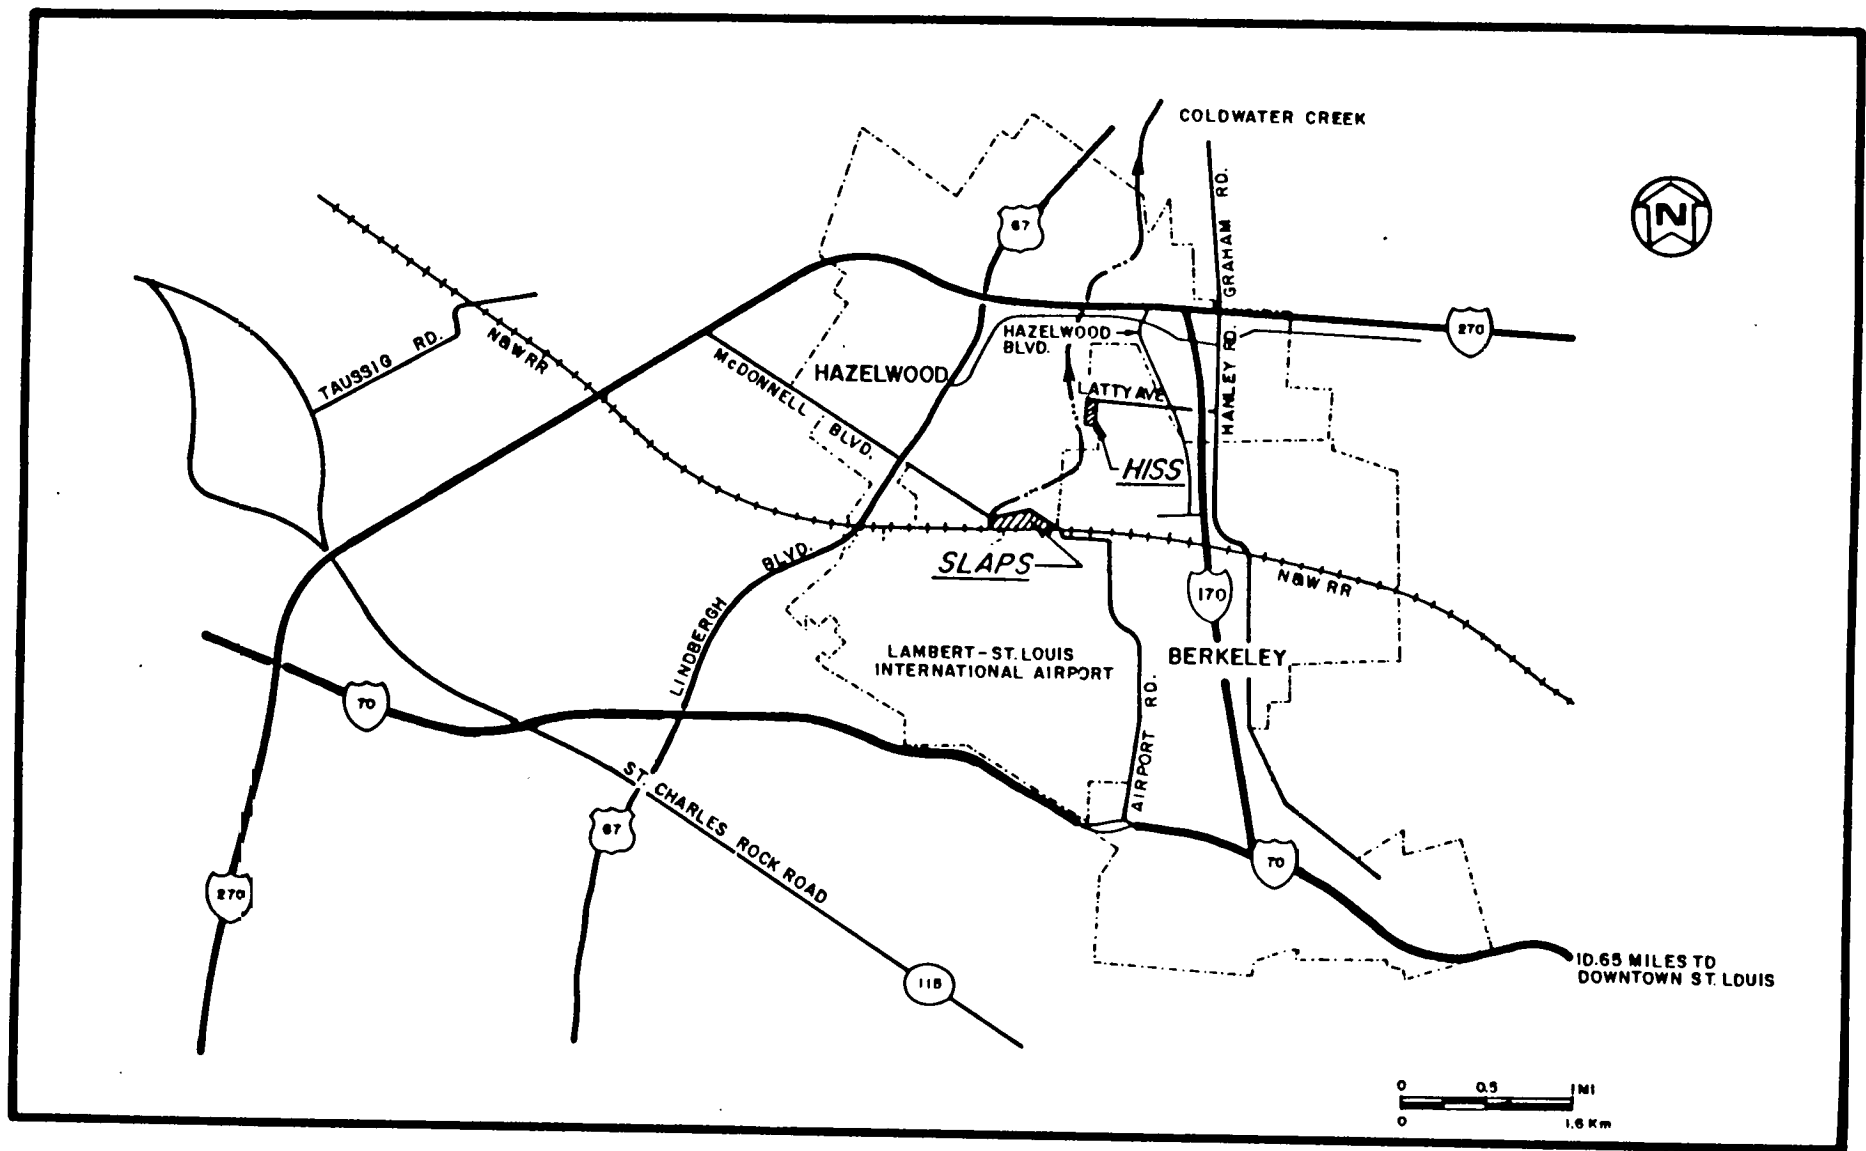 COLDWATER CREEK
N
67
GRAHAM RD.
270
HAZELWOOD
BLVD.
HANLEY RD.
TAUSSIG RD.
N&W RR
McDONNELL BLVD.
HAZELWOOD
LATTY AVE
HISS
SLAPS
LINDBERGH BLVD.
170
N&W RR
BERKELEY
LAMBERT-ST. LOUIS
INTERNATIONAL AIRPORT
AIRPORT RD.
70
ST. CHARLES ROCK ROAD
67
70
270
115
10.65 MILES TO
DOWNTOWN ST. LOUIS
0 0.5 1 MI
0 1.6 Km